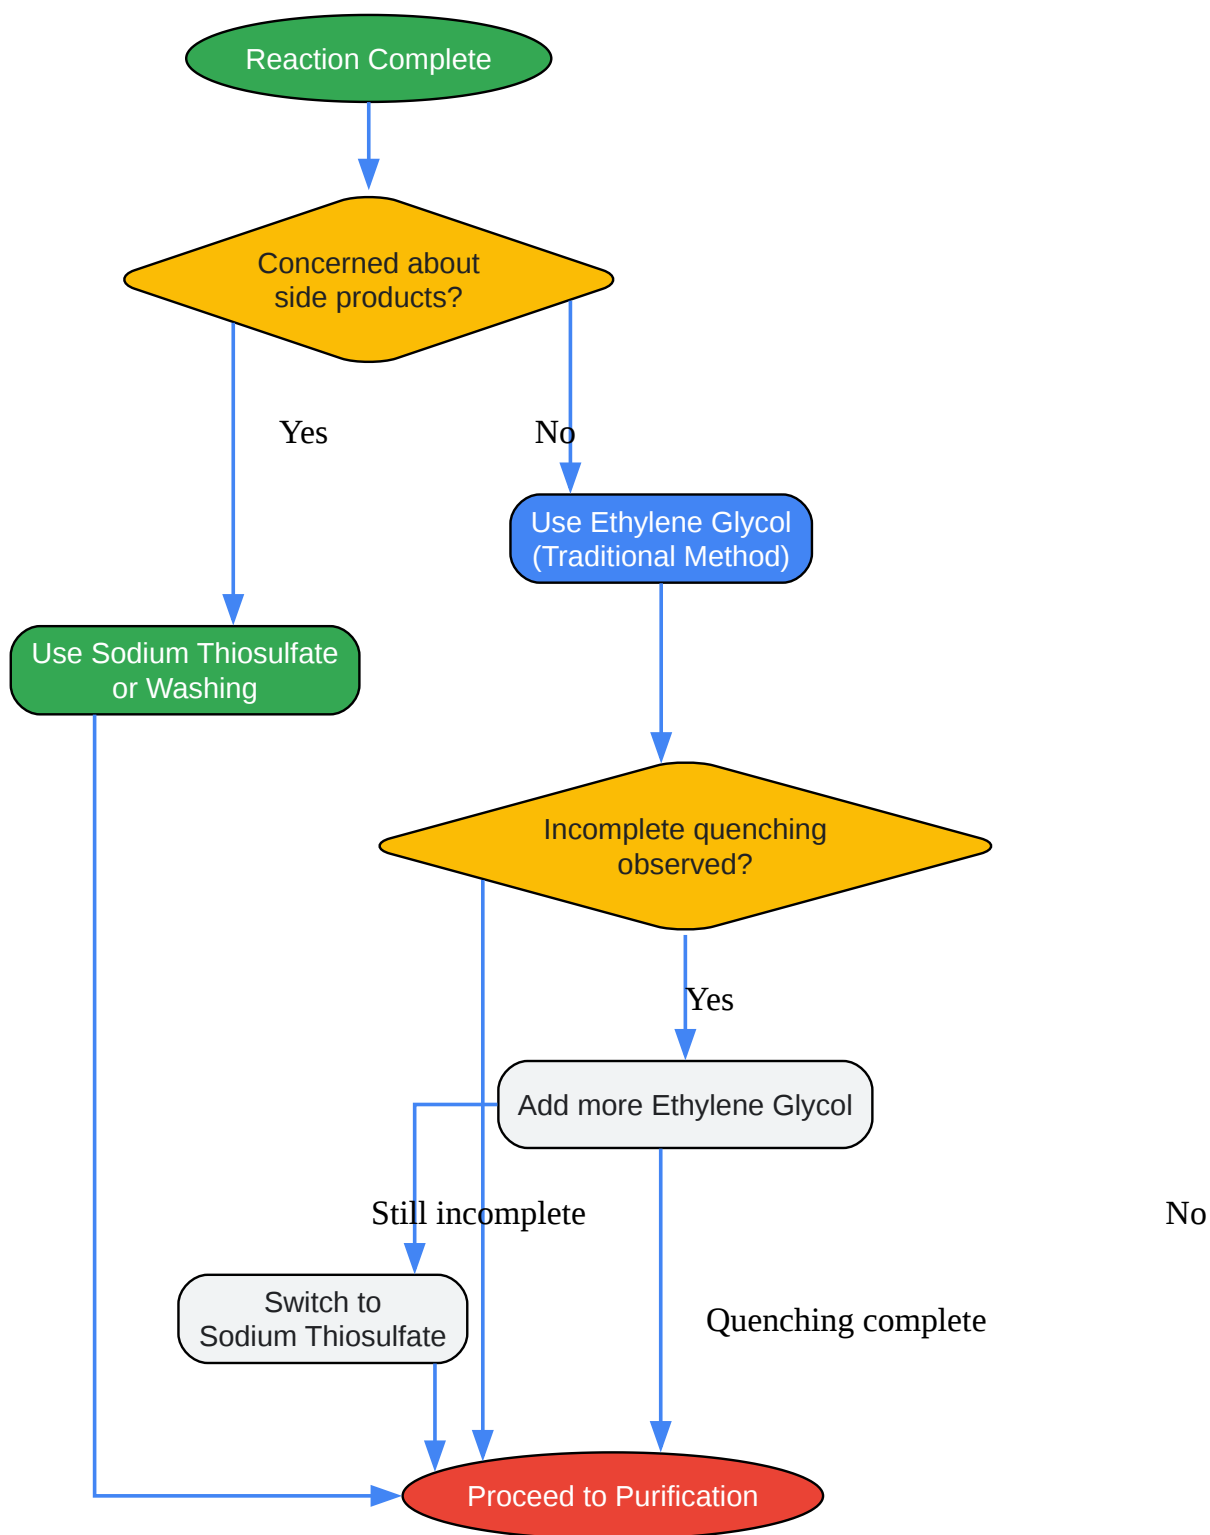 Reaction Complete
Concerned about
side products?
Yes
No
Use Ethylene Glycol
(Traditional Method)
Use Sodium Thiosulfate
or Washing
Incomplete quenching
observed?
Yes
Add more Ethylene Glycol
Still incomplete
No
Switch to
Sodium Thiosulfate
Quenching complete
Proceed to Purification